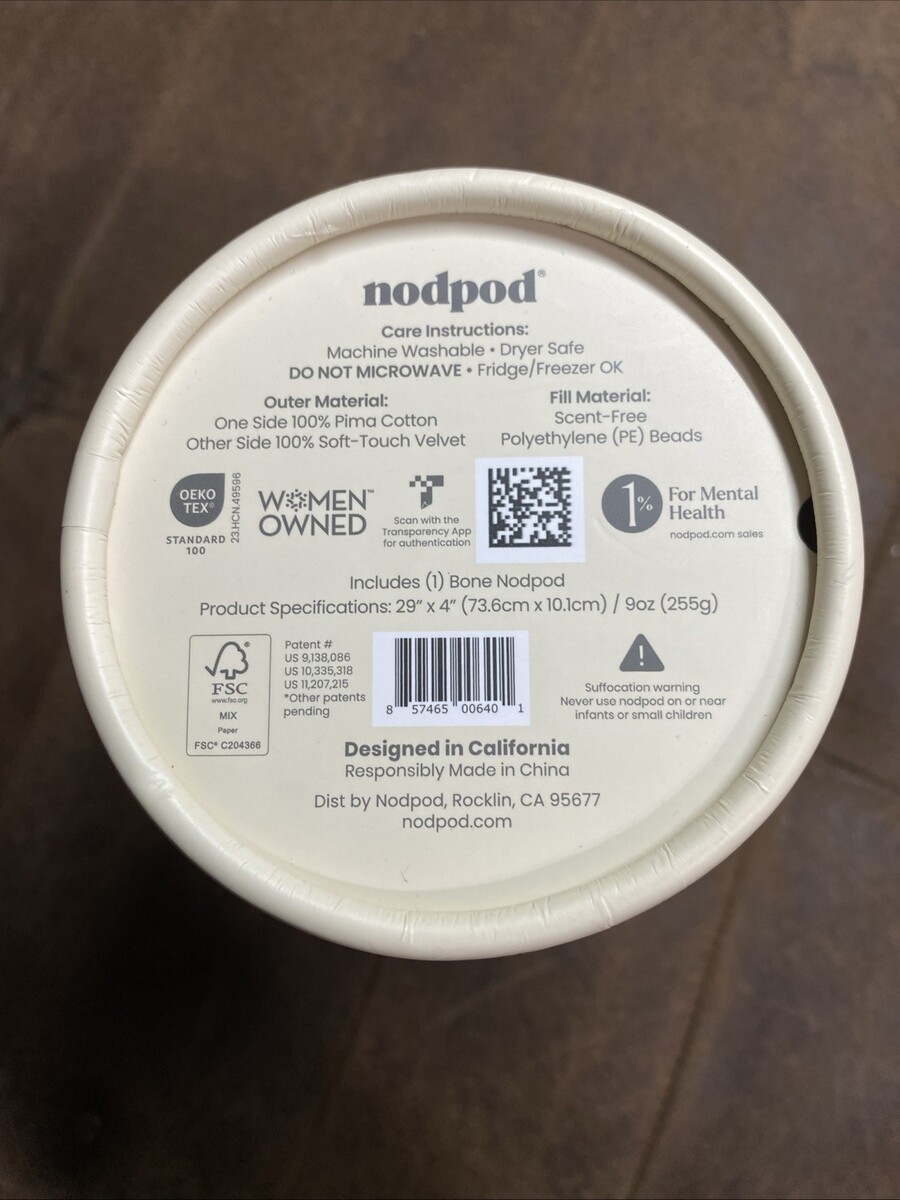 nodpod®
Care Instructions:
Machine Washable • Dryer Safe
DO NOT MICROWAVE • Fridge/Freezer OK
Outer Material:
One Side 100% Pima Cotton
Other Side 100% Soft-Touch Velvet
Fill Material:
Scent-Free
Polyethylene (PE) Beads
OEKO
TEX®
STANDARD
100
23.HCN.49596
WOMEN™
OWNED
Scan with the
Transparency App
for authentication
1%
For Mental
Health
nodpod.com sales
Includes (1) Bone Nodpod
Product Specifications: 29” x 4” (73.6cm x 10.1cm) / 9oz (255g)
FSC
www.fsc.org
MIX
Paper
FSC® C204366
Patent #
US 9,138,086
US 10,335,318
US 11,207,215
*Other patents
pending
8 57465 00640 1
Suffocation warning
Never use nodpod on or near
infants or small children
Designed in California
Responsibly Made in China
Dist by Nodpod, Rocklin, CA 95677
nodpod.com